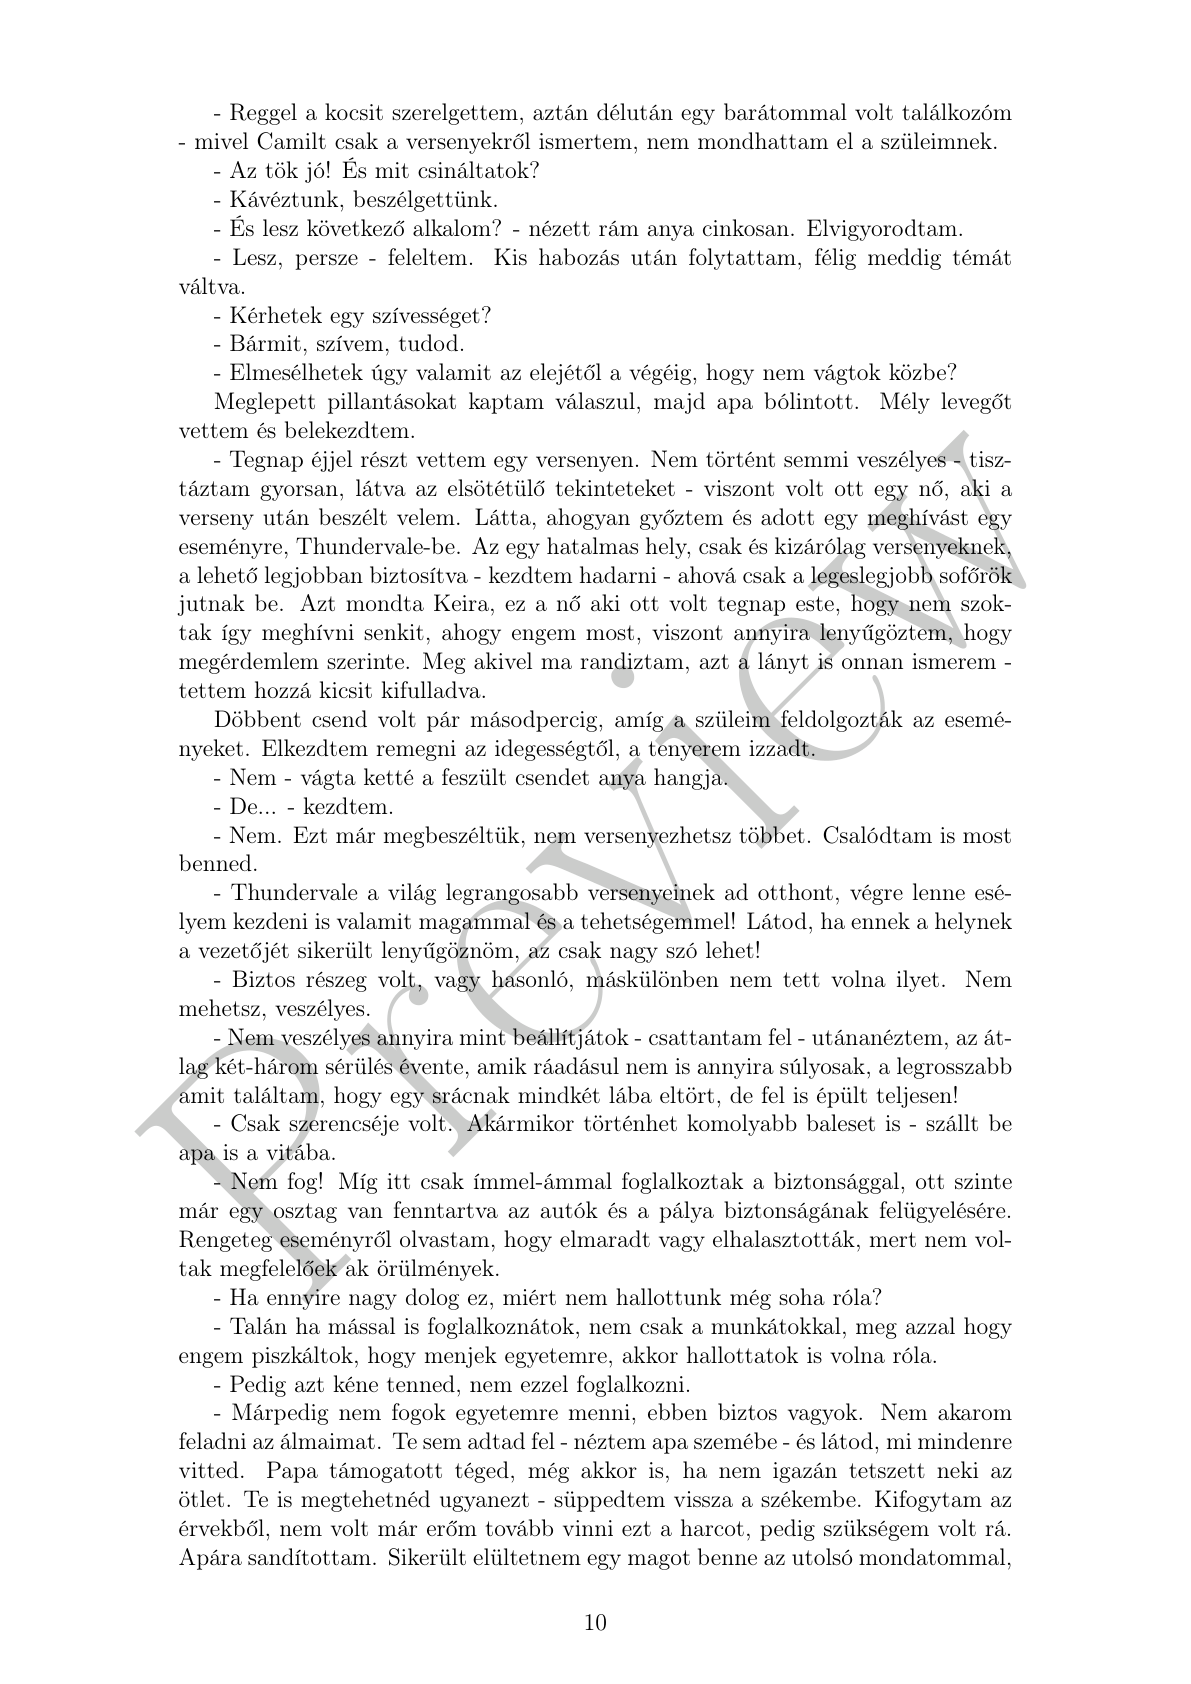 - Reggel a kocsit szerelgettem, aztán délután egy barátommal volt találkozóm
- mivel Camilt csak a versenyekről ismertem, nem mondhattam el a szüleimnek.
- Az tök jó! És mit csináltatok?
- Kávéztunk, beszélgettünk.
- És lesz következő alkalom? - nézett rám anya cinkosan. Elvigyorodtam.
- Lesz, persze - feleltem. Kis habozás után folytattam, félig meddig témát
váltva.
- Kérhetek egy szívességet?
- Bármit, szívem, tudod.
- Elmesélhetek úgy valamit az elejétől a végéig, hogy nem vágtok közbe?
Meglepett pillantásokat kaptam válaszul, majd apa bólintott. Mély levegőt
vettem és belekezdtem.
- Tegnap éjjel részt vettem egy versenyen. Nem történt semmi veszélyes - tisz-
táztam gyorsan, látva az elsötétülő tekinteteket - viszont volt ott egy nő, aki a
verseny után beszélt velem. Látta, ahogyan győztem és adott egy meghívást egy
eseményre, Thundervale-be. Az egy hatalmas hely, csak és kizárólag versenyeknek,
a lehető legjobban biztosítva - kezdtem hadarni - ahová csak a legeslegjobb sofőrök
jutnak be. Azt mondta Keira, ez a nő aki ott volt tegnap este, hogy nem szok-
tak így meghívni senkit, ahogy engem most, viszont annyira lenyűgöztem, hogy
megérdemlem szerinte. Meg akivel ma randiztam, azt a lányt is onnan ismerem -
tettem hozzá kicsit kifulladva.
Döbbent csend volt pár másodpercig, amíg a szüleim feldolgozták az esemé-
nyeket. Elkezdtem remegni az idegességtől, a tenyerem izzadt.
- Nem - vágta ketté a feszült csendet anya hangja.
- De... - kezdtem.
- Nem. Ezt már megbeszéltük, nem versenyezhetsz többet. Csalódtam is most
benned.
- Thundervale a világ legrangosabb versenyeinek ad otthont, végre lenne esé-
lyem kezdeni is valamit magammal és a tehetségemmel! Látod, ha ennek a helynek
a vezetőjét sikerült lenyűgöznöm, az csak nagy szó lehet!
- Biztos részeg volt, vagy hasonló, máskülönben nem tett volna ilyet. Nem
mehetsz, veszélyes.
- Nem veszélyes annyira mint beállítjátok - csattantam fel - utánanéztem, az át-
lag két-három sérülés évente, amik ráadásul nem is annyira súlyosak, a legrosszabb
amit találtam, hogy egy srácnak mindkét lába eltört, de fel is épült teljesen!
- Csak szerencséje volt. Akármikor történhet komolyabb baleset is - szállt be
apa is a vitába.
- Nem fog! Míg itt csak ímmel-ámmal foglalkoztak a biztonsággal, ott szinte
már egy osztag van fenntartva az autók és a pálya biztonságának felügyelésére.
Rengeteg eseményről olvastam, hogy elmaradt vagy elhalasztották, mert nem vol-
tak megfelelőek ak örülmények.
- Ha ennyire nagy dolog ez, miért nem hallottunk még soha róla?
- Talán ha mással is foglalkoznátok, nem csak a munkátokkal, meg azzal hogy
engem piszkáltok, hogy menjek egyetemre, akkor hallottatok is volna róla.
- Pedig azt kéne tenned, nem ezzel foglalkozni.
- Márpedig nem fogok egyetemre menni, ebben biztos vagyok. Nem akarom
feladni az álmaimat. Te sem adtad fel - néztem apa szemébe - és látod, mi mindenre
vitted. Papa támogatott téged, még akkor is, ha nem igazán tetszett neki az
ötlet. Te is megtehetnéd ugyanezt - süppedtem vissza a székembe. Kifogytam az
érvekből, nem volt már erőm tovább vinni ezt a harcot, pedig szükségem volt rá.
Apára sandítottam. Sikerült elültetnem egy magot benne az utolsó mondatommal,
10
Preview